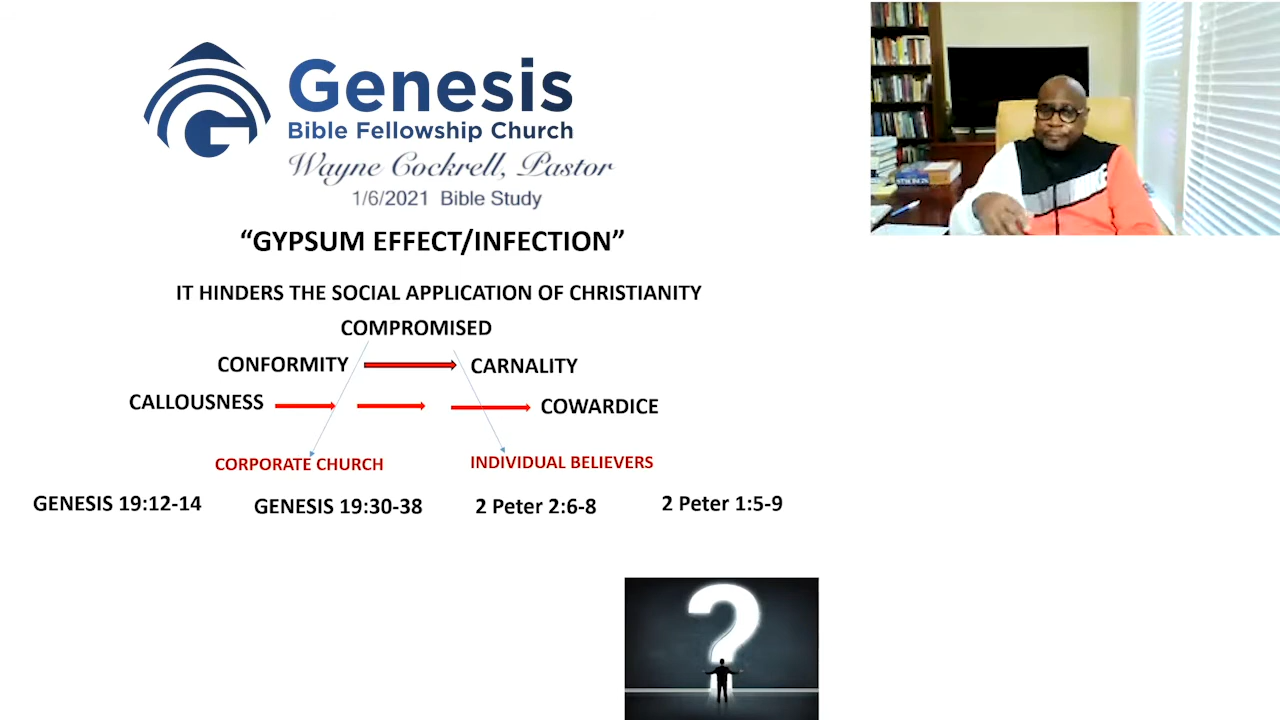 Genesis
Bible Fellowship Church
Wayne Cockrell, Pastor
1/6/2021 Bible Study
“GYPSUM EFFECT/INFECTION”
IT HINDERS THE SOCIAL APPLICATION OF CHRISTIANITY
COMPROMISED
CONFORMITY CARNALITY
CALLOUSNESS COWARDICE
CORPORATE CHURCH INDIVIDUAL BELIEVERS
GENESIS 19:12-14 GENESIS 19:30-38 2 Peter 2:6-8 2 Peter 1:5-9
?